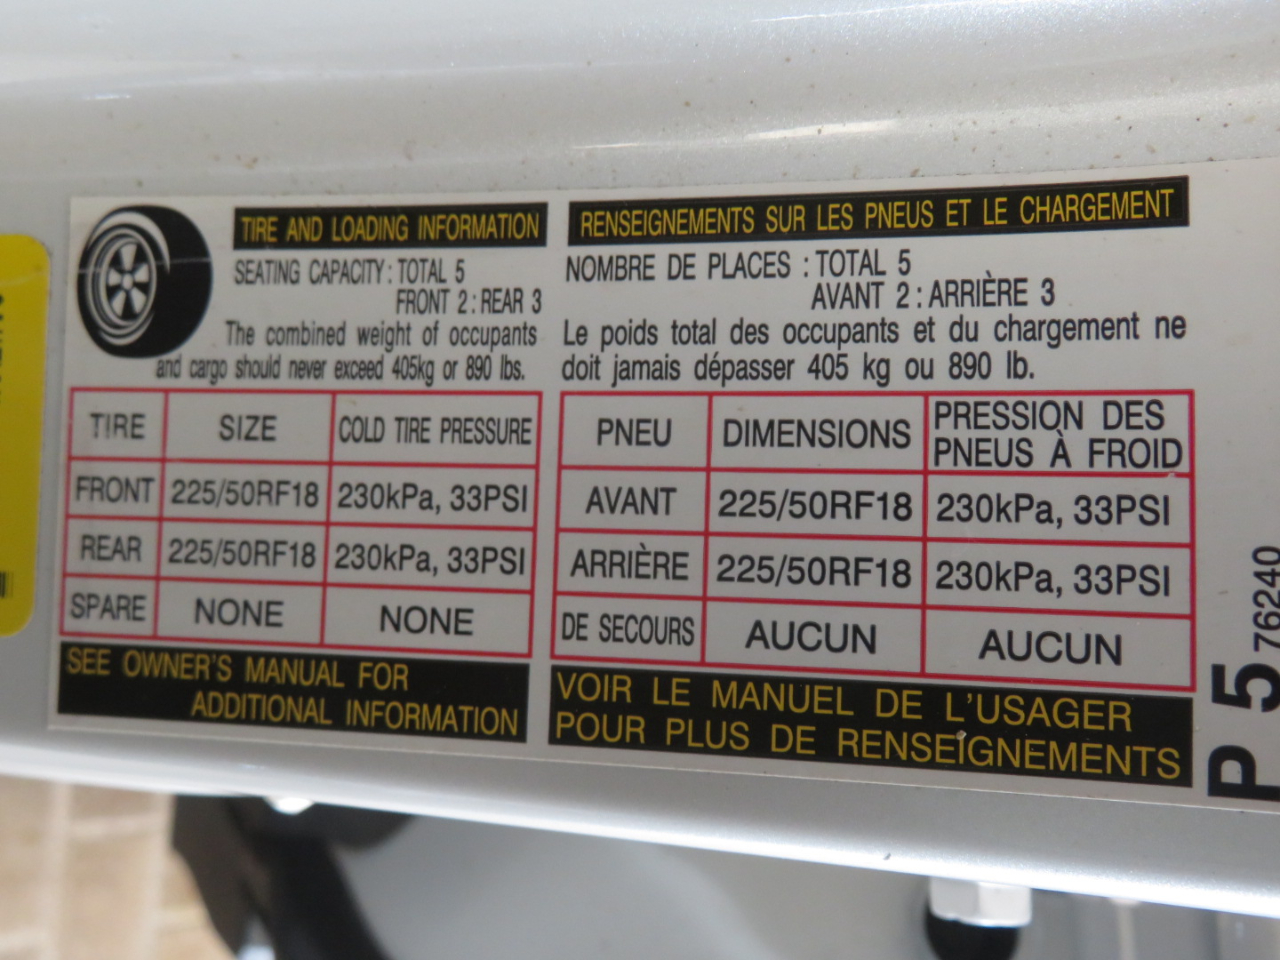 TIRE AND LOADING INFORMATION
SEATING CAPACITY: TOTAL 5
FRONT 2: REAR 3
The combined weight of occupants
and cargo should never exceed 405kg or 890 lbs.
TIRE SIZE COLD TIRE PRESSURE
FRONT 225/50RF18 230kPa, 33PSI
REAR 225/50RF18 230kPa, 33PSI
SPARE NONE NONE
SEE OWNER'S MANUAL FOR
ADDITIONAL INFORMATION
RENSEIGNEMENTS SUR LES PNEUS ET LE CHARGEMENT
NOMBRE DE PLACES : TOTAL 5
AVANT 2: ARRIÈRE 3
Le poids total des occupants et du chargement ne
doit jamais dépasser 405 kg ou 890 lb.
PNEU DIMENSIONS PRESSION DES
PNEUS À FROID
AVANT 225/50RF18 230kPa, 33PSI
ARRIÈRE 225/50RF18 230kPa, 33PSI
DE SECOURS AUCUN AUCUN
VOIR LE MANUEL DE L'USAGER
POUR PLUS DE RENSEIGNEMENTS
P 5
76240